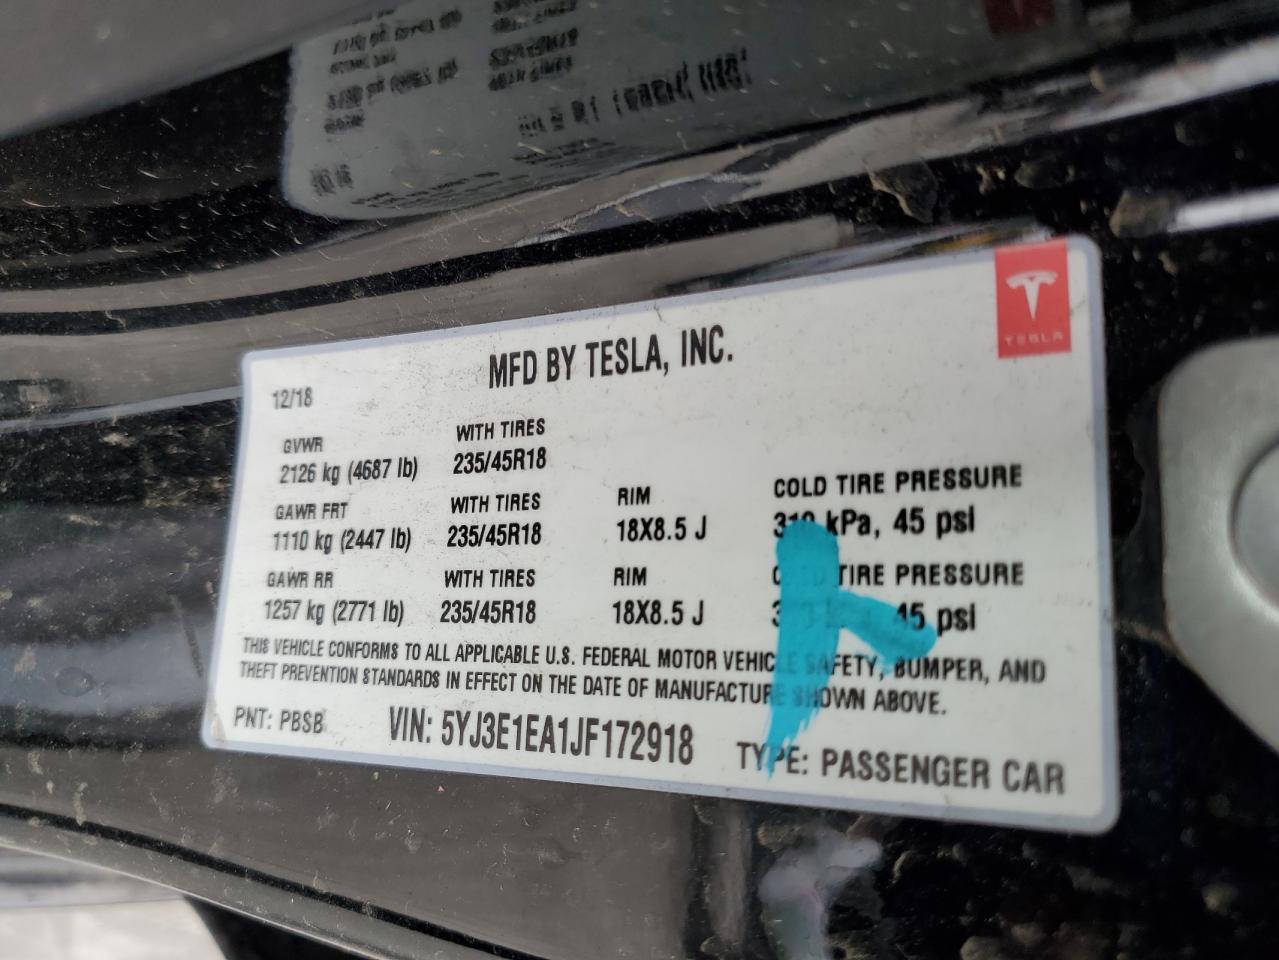 TESLA
MFD BY TESLA, INC.
12/18
GVWR WITH TIRES
2126 kg (4687 lb) 235/45R18
GAWR FRT WITH TIRES RIM COLD TIRE PRESSURE
1110 kg (2447 lb) 235/45R18 18X8.5 J kPa, 45 psi
GAWR RR WITH TIRES RIM TIRE PRESSURE
1257 kg (2771 lb) 235/45R18 18X8.5 J 45 psi
THIS VEHICLE CONFORMS TO ALL APPLICABLE U.S. FEDERAL MOTOR VEHICLE SAFETY, BUMPER, AND
THEFT PREVENTION STANDARDS IN EFFECT ON THE DATE OF MANUFACTURE SHOWN ABOVE.
PNT: PBSB VIN: 5YJ3E1EA1JF172918 TYPE: PASSENGER CAR